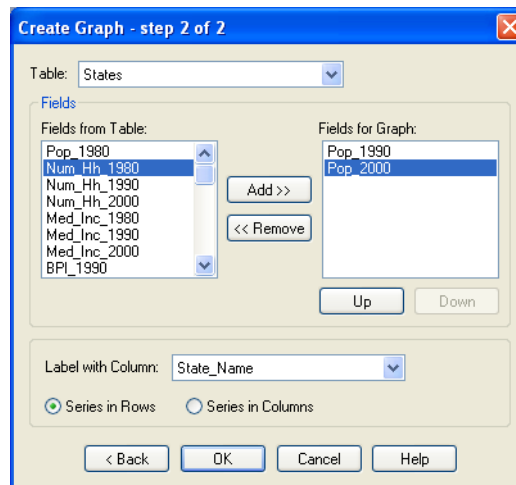 Create Graph - step 2 of 2
Table: States
Fields
Fields from Table:
Pop_1980
Num_Hh_1980
Num_Hh_1990
Num_Hh_2000
Med_Inc_1980
Med_Inc_1990
Med_Inc_2000
BPI_1990
Add >>
<< Remove
Fields for Graph:
Pop_1990
Pop_2000
Up Down
Label with Column: State_Name
Series in Rows Series in Columns
< Back OK Cancel Help